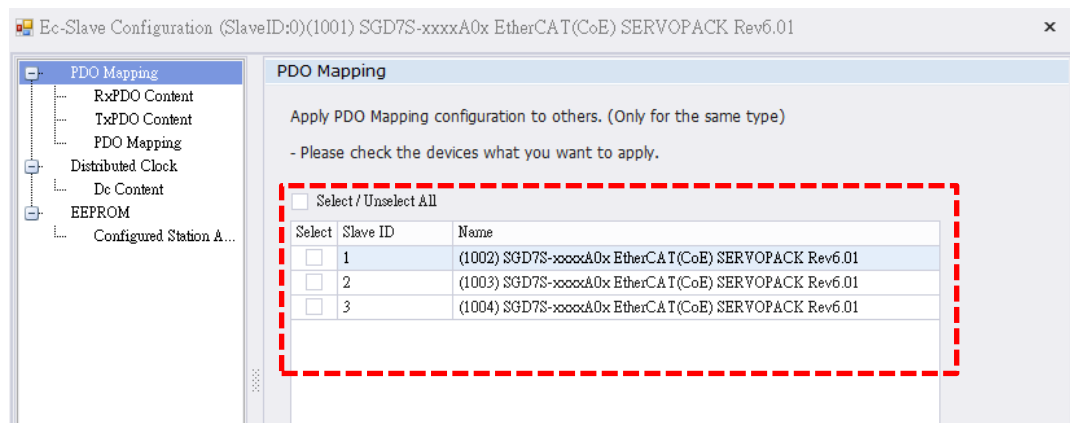 Ec-Slave Configuration (SlaveID:0)(1001) SGD7S-xxxxA0x EtherCAT(CoE) SERVOPACK Rev6.01
PDO Mapping
RxPDO Content
TxPDO Content
PDO Mapping
Distributed Clock
Dc Content
EEPROM
Configured Station A...
PDO Mapping
Apply PDO Mapping configuration to others. (Only for the same type)
- Please check the devices what you want to apply.
Select / Unselect All
Select Slave ID Name
1 (1002) SGD7S-xxxxA0x EtherCAT(CoE) SERVOPACK Rev6.01
2 (1003) SGD7S-xxxxA0x EtherCAT(CoE) SERVOPACK Rev6.01
3 (1004) SGD7S-xxxxA0x EtherCAT(CoE) SERVOPACK Rev6.01